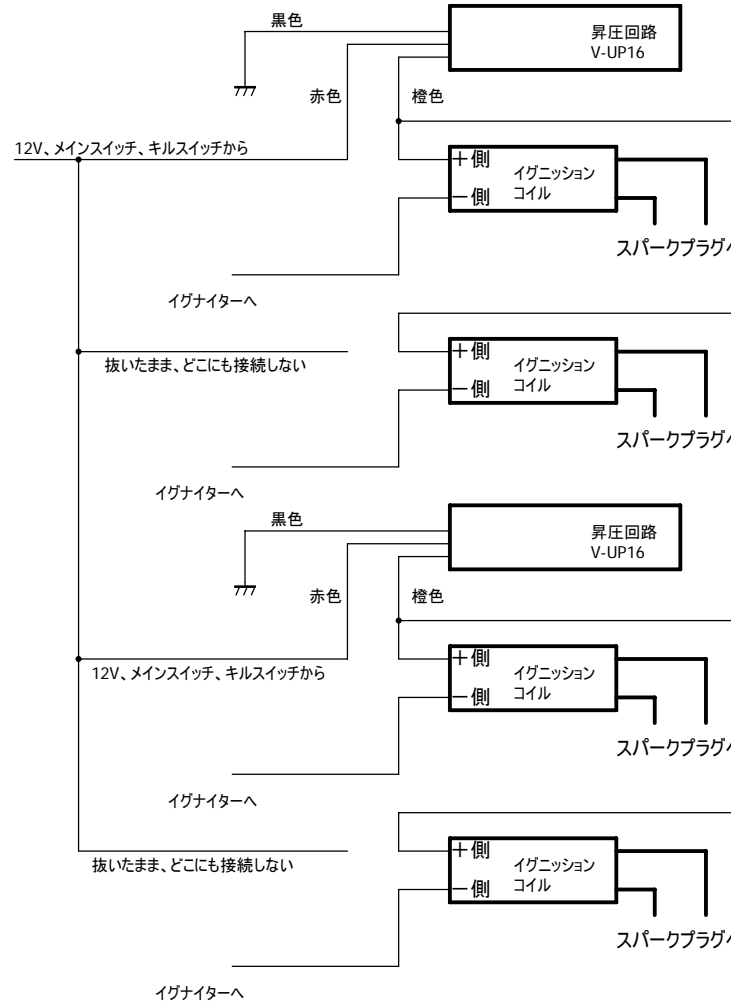 黒色
昇圧回路
V-UP16
赤色
橙色
12V、メインスイッチ、キルスイッチから
＋側
イグニッション
コイル
－側
スパークプラグへ
イグナイターへ
＋側
抜いたまま、どこにも接続しない
イグニッション
コイル
－側
スパークプラグへ
イグナイターへ
黒色
昇圧回路
V-UP16
赤色
橙色
＋側
12V、メインスイッチ、キルスイッチから
イグニッション
コイル
－側
スパークプラグへ
イグナイターへ
＋側
抜いたまま、どこにも接続しない
イグニッション
コイル
－側
スパークプラグへ
イグナイターへ